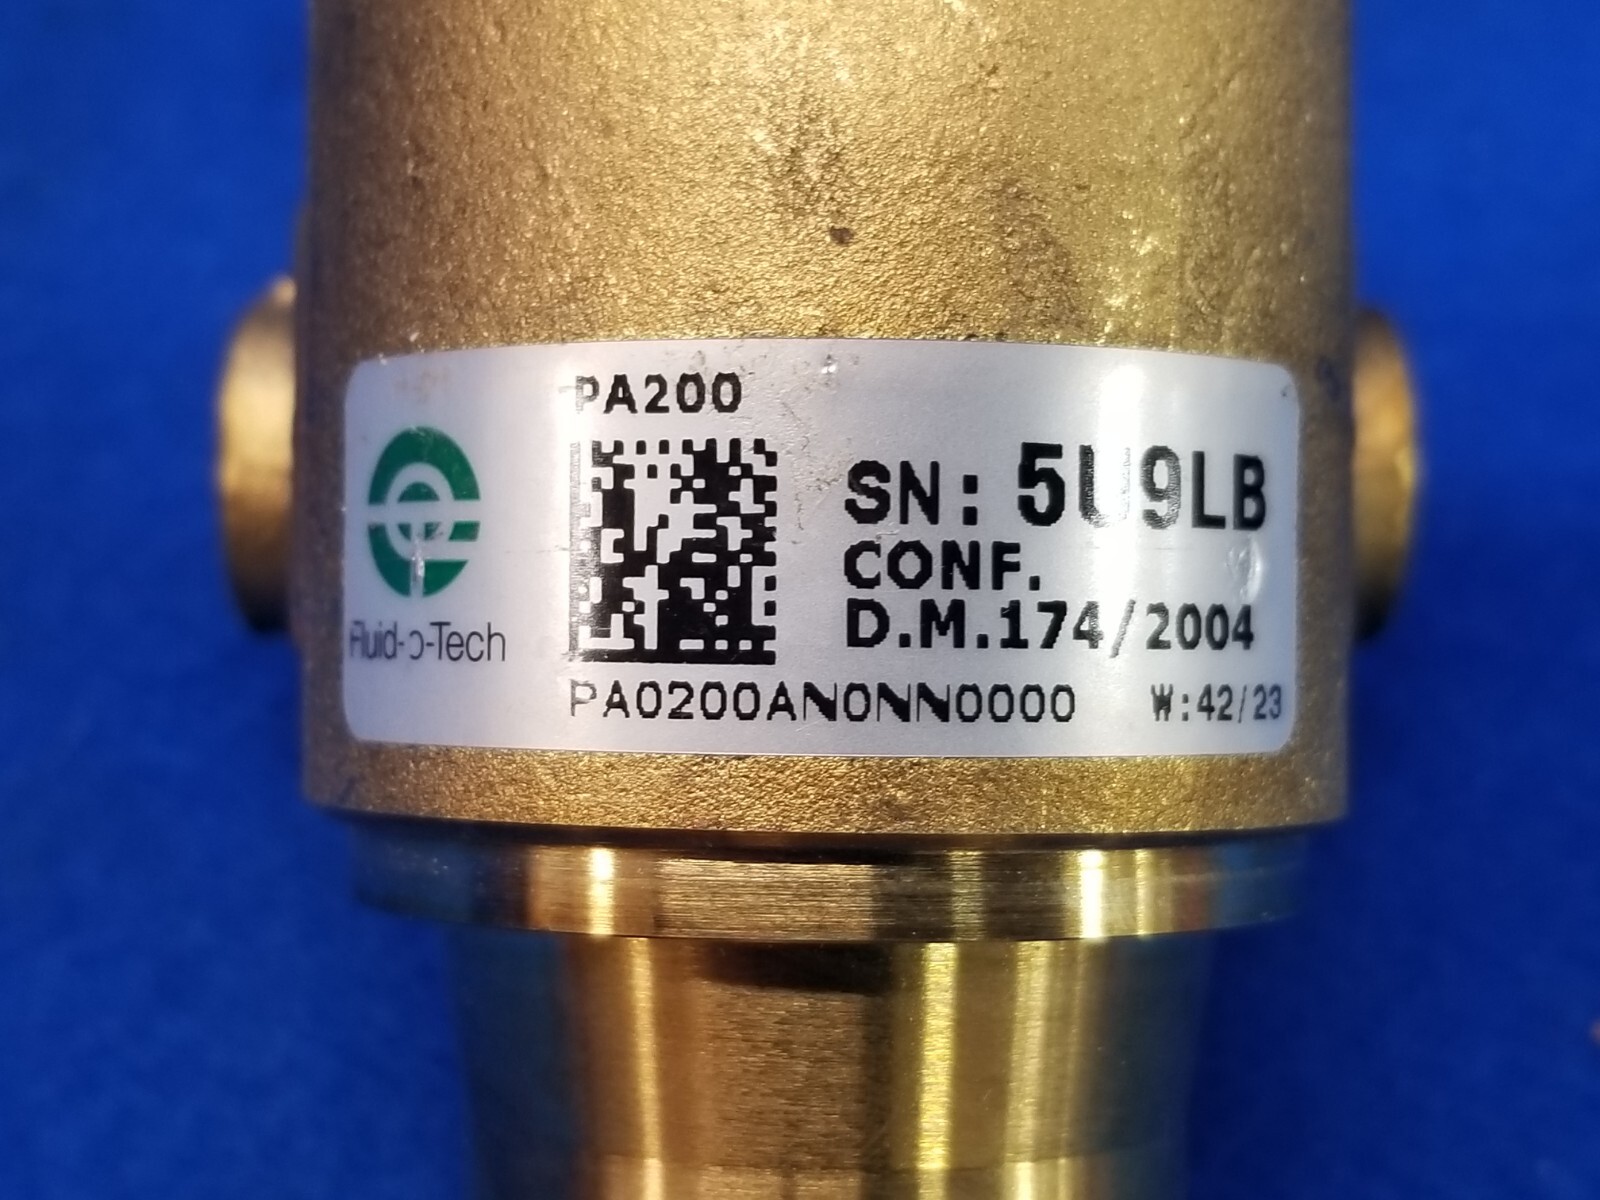 PA200
SN: 5U9LB
CONF.
D.M.174/2004
Fluid-o-Tech
PA0200AN0NN0000 W:42/23